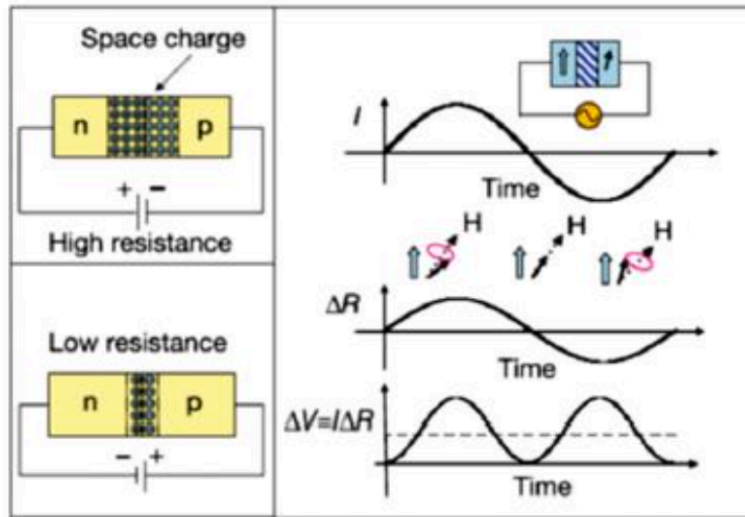 Space charge
n
p
+ −
High resistance
Low resistance
n
p
− +
I
Time
H
H
H
ΔR
Time
ΔV=IΔR
Time